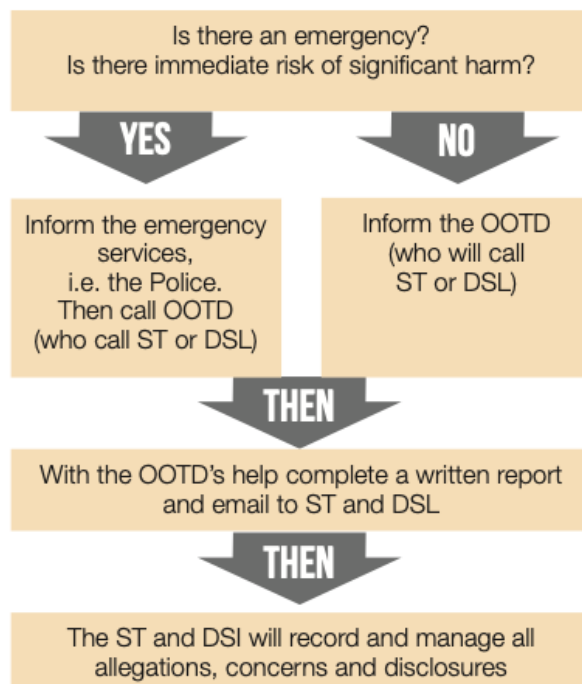 Is there an emergency?
Is there immediate risk of significant harm?
YES
NO
Inform the emergency
services,
i.e. the Police.
Then call OOTD
(who call ST or DSL)
Inform the OOTD
(who will call
ST or DSL)
THEN
With the OOTD's help complete a written report
and email to ST and DSL
THEN
The ST and DSI will record and manage all
allegations, concerns and disclosures